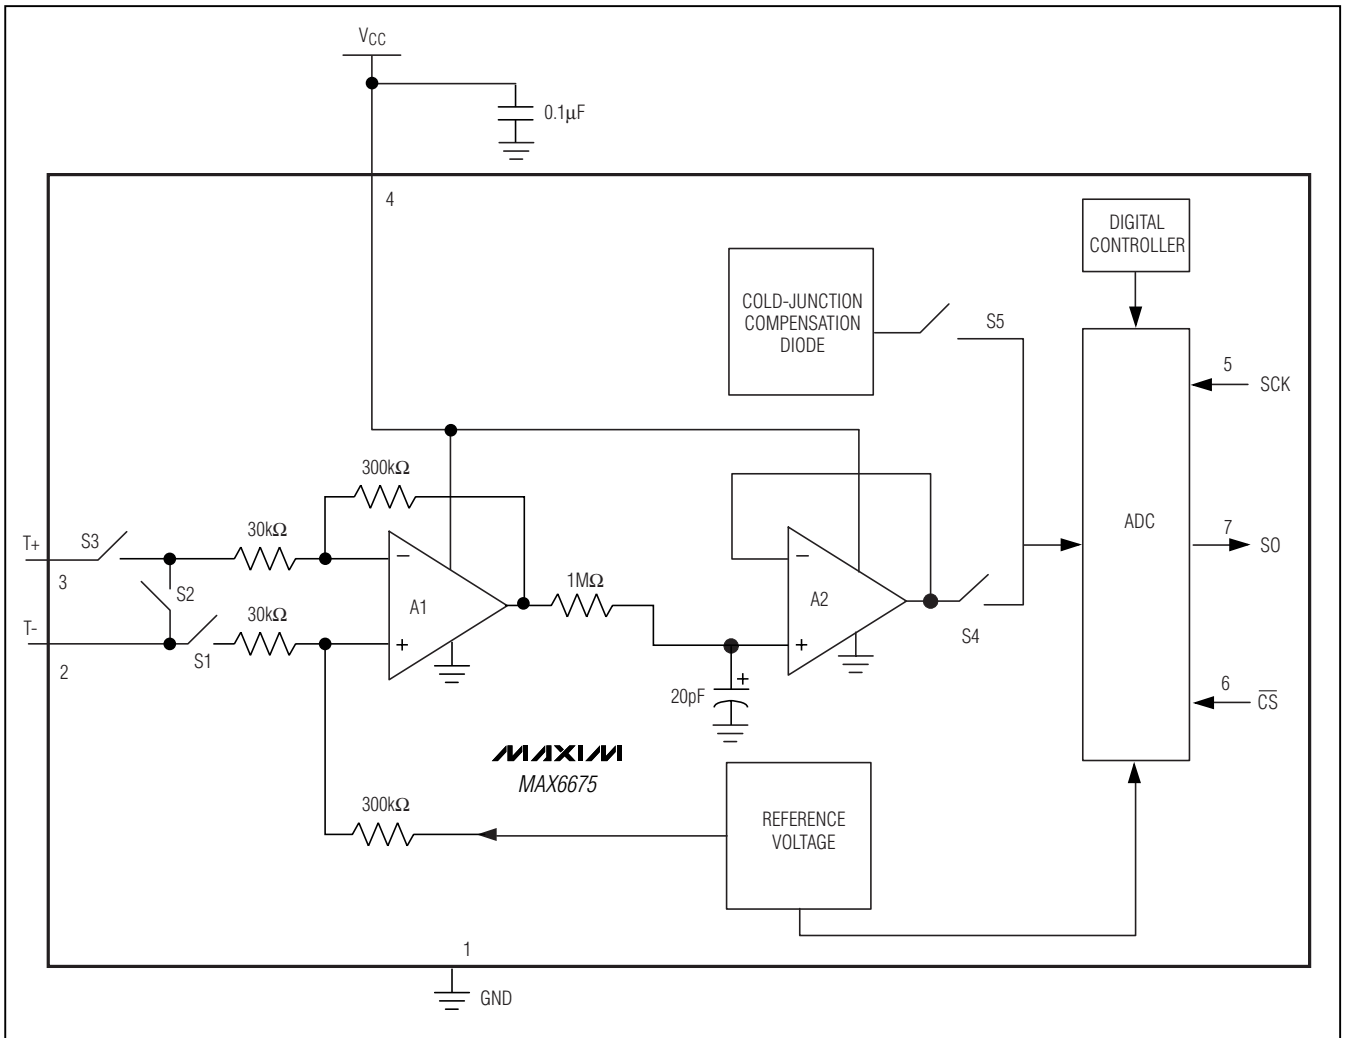 VCC
0.1µF
4
DIGITAL
CONTROLLER
COLD-JUNCTION
COMPENSATION
DIODE
S5
5
SCK
300kΩ
ADC
7
SO
T+
S3
30kΩ
3
S2
A1
1MΩ
A2
T-
30kΩ
S1
2
S4
20pF
6
CS
MAXIM
MAX6675
300kΩ
REFERENCE
VOLTAGE
1
GND